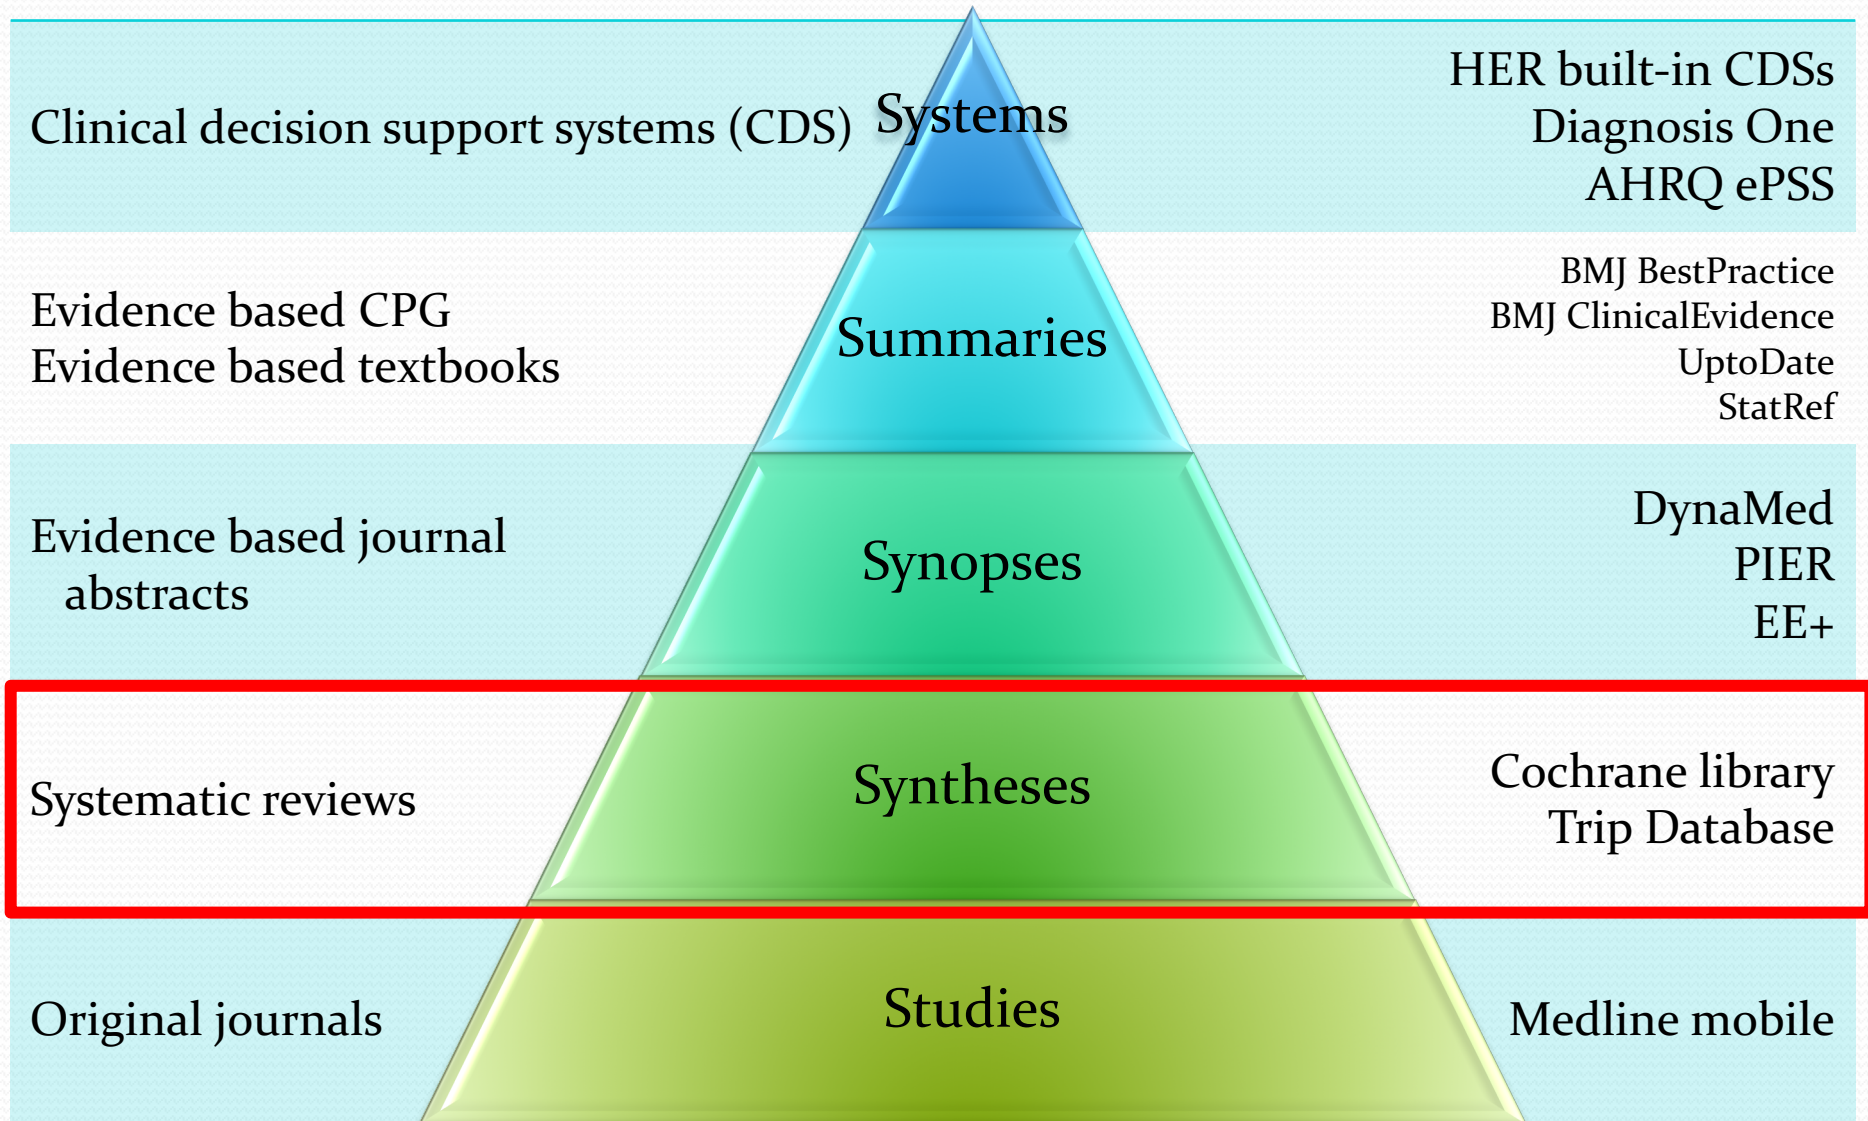 Clinical decision support systems (CDS)
Systems
HER built-in CDSs
Diagnosis One
AHRQ ePSS
Evidence based CPG
Evidence based textbooks
Summaries
BMJ BestPractice
BMJ ClinicalEvidence
UptoDate
StatRef
Evidence based journal
abstracts
Synopses
DynaMed
PIER
EE+
Systematic reviews
Syntheses
Cochrane library
Trip Database
Original journals
Studies
Medline mobile